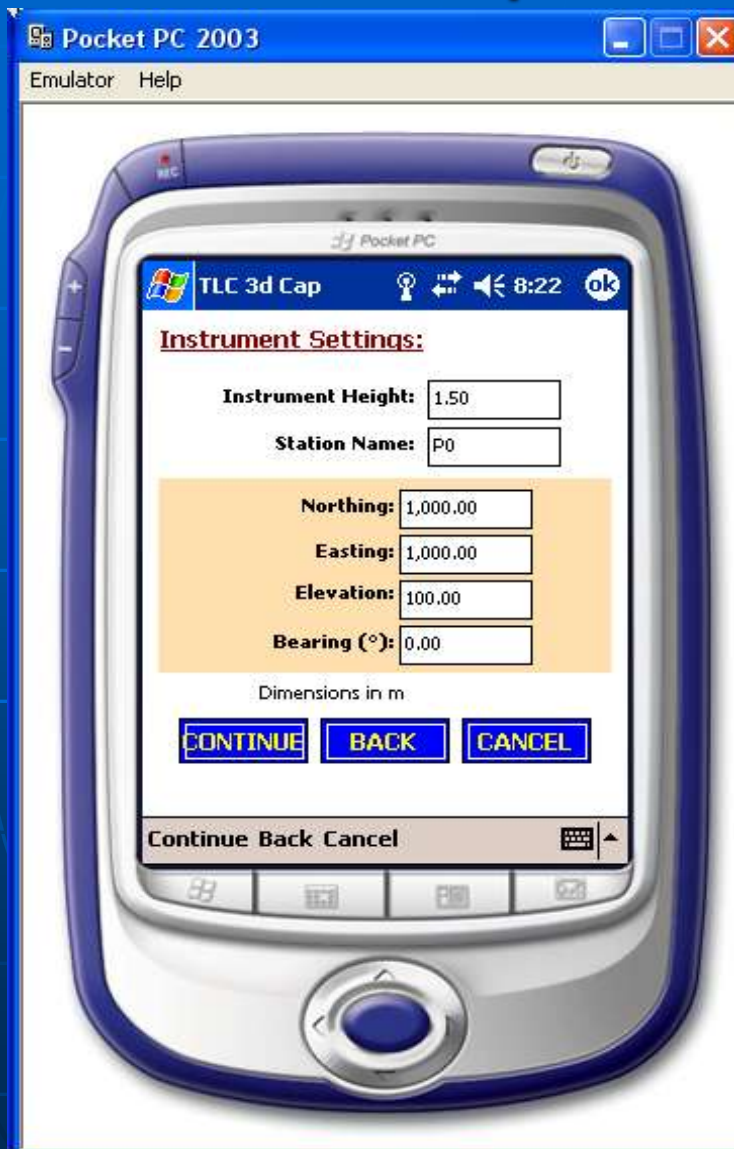 Pocket PC 2003
Emulator Help
REC
Pocket PC
TLC 3d Cap 8:22 ok
Instrument Settings:
Instrument Height: 1.50
Station Name: P0
Northing: 1,000.00
Easting: 1,000.00
Elevation: 100.00
Bearing (°): 0.00
Dimensions in m
CONTINUE BACK CANCEL
Continue Back Cancel